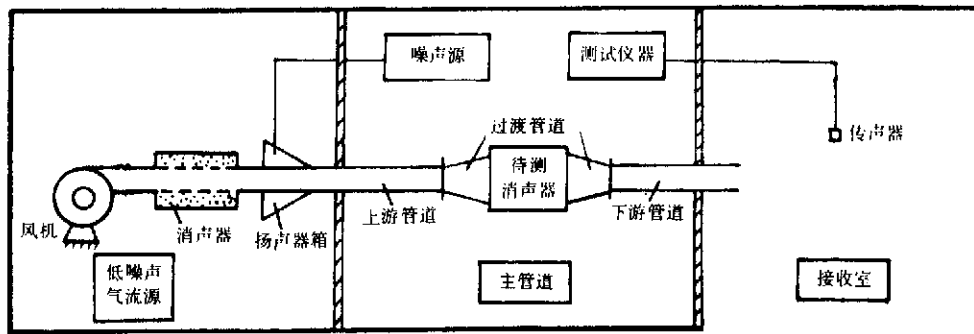 噪声源
测试仪器
过渡管道
传声器
待测
消声器
上游管道
下游管道
风机
消声器
扬声器箱
低噪声
气流源
主管道
接收室